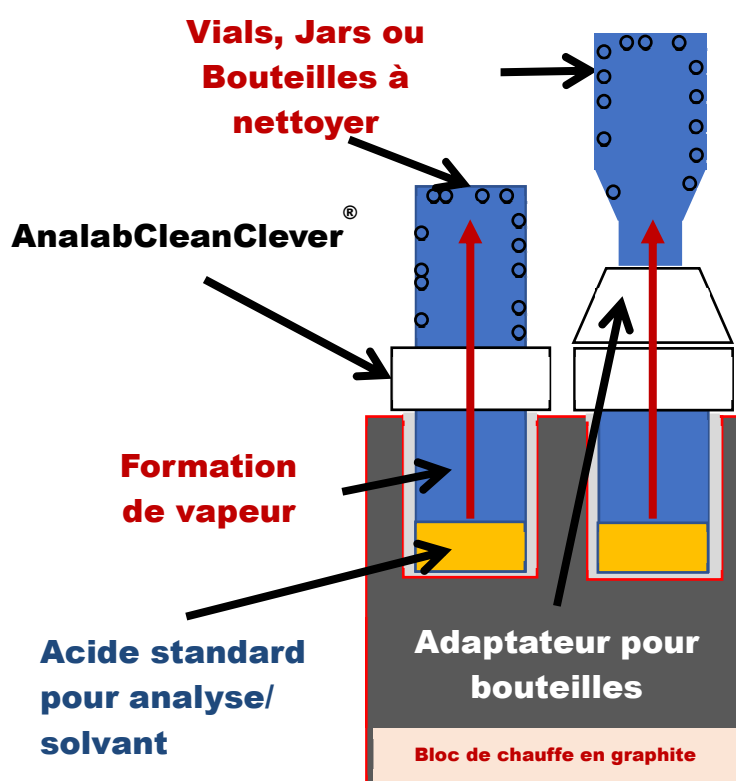 Vials, Jars ou
Bouteilles à
nettoyer
AnalabCleanClever®
Formation
de vapeur
Acide standard
pour analyse/
solvant
Adaptateur pour
bouteilles
Bloc de chauffe en graphite